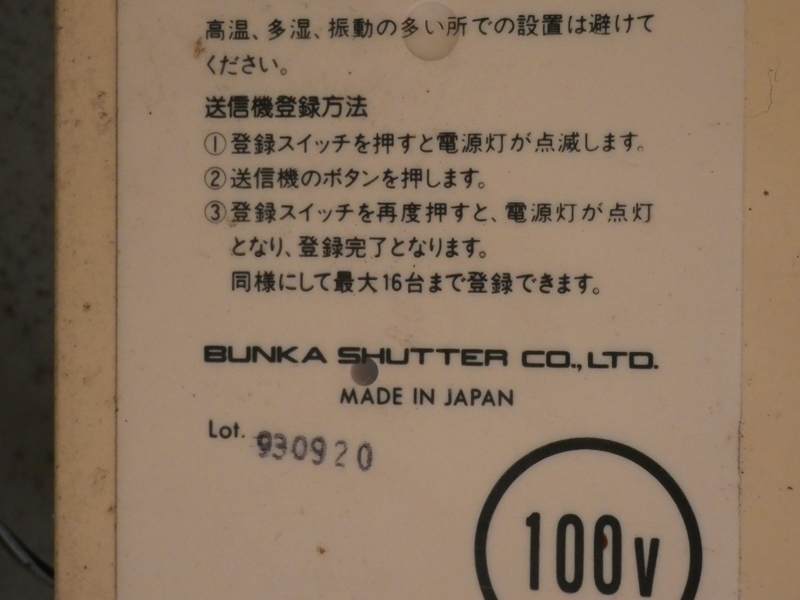 高温、多湿、振動の多い所での設置は避けて
ください。
送信機登録方法
①登録スイッチを押すと電源灯が点滅します。
②送信機のボタンを押します。
③登録スイッチを再度押すと、電源灯が点灯
となり、登録完了となります。
同様にして最大16台まで登録できます。
BUNKA SHUTTER CO.,LTD.
MADE IN JAPAN
Lot. 930920
100V